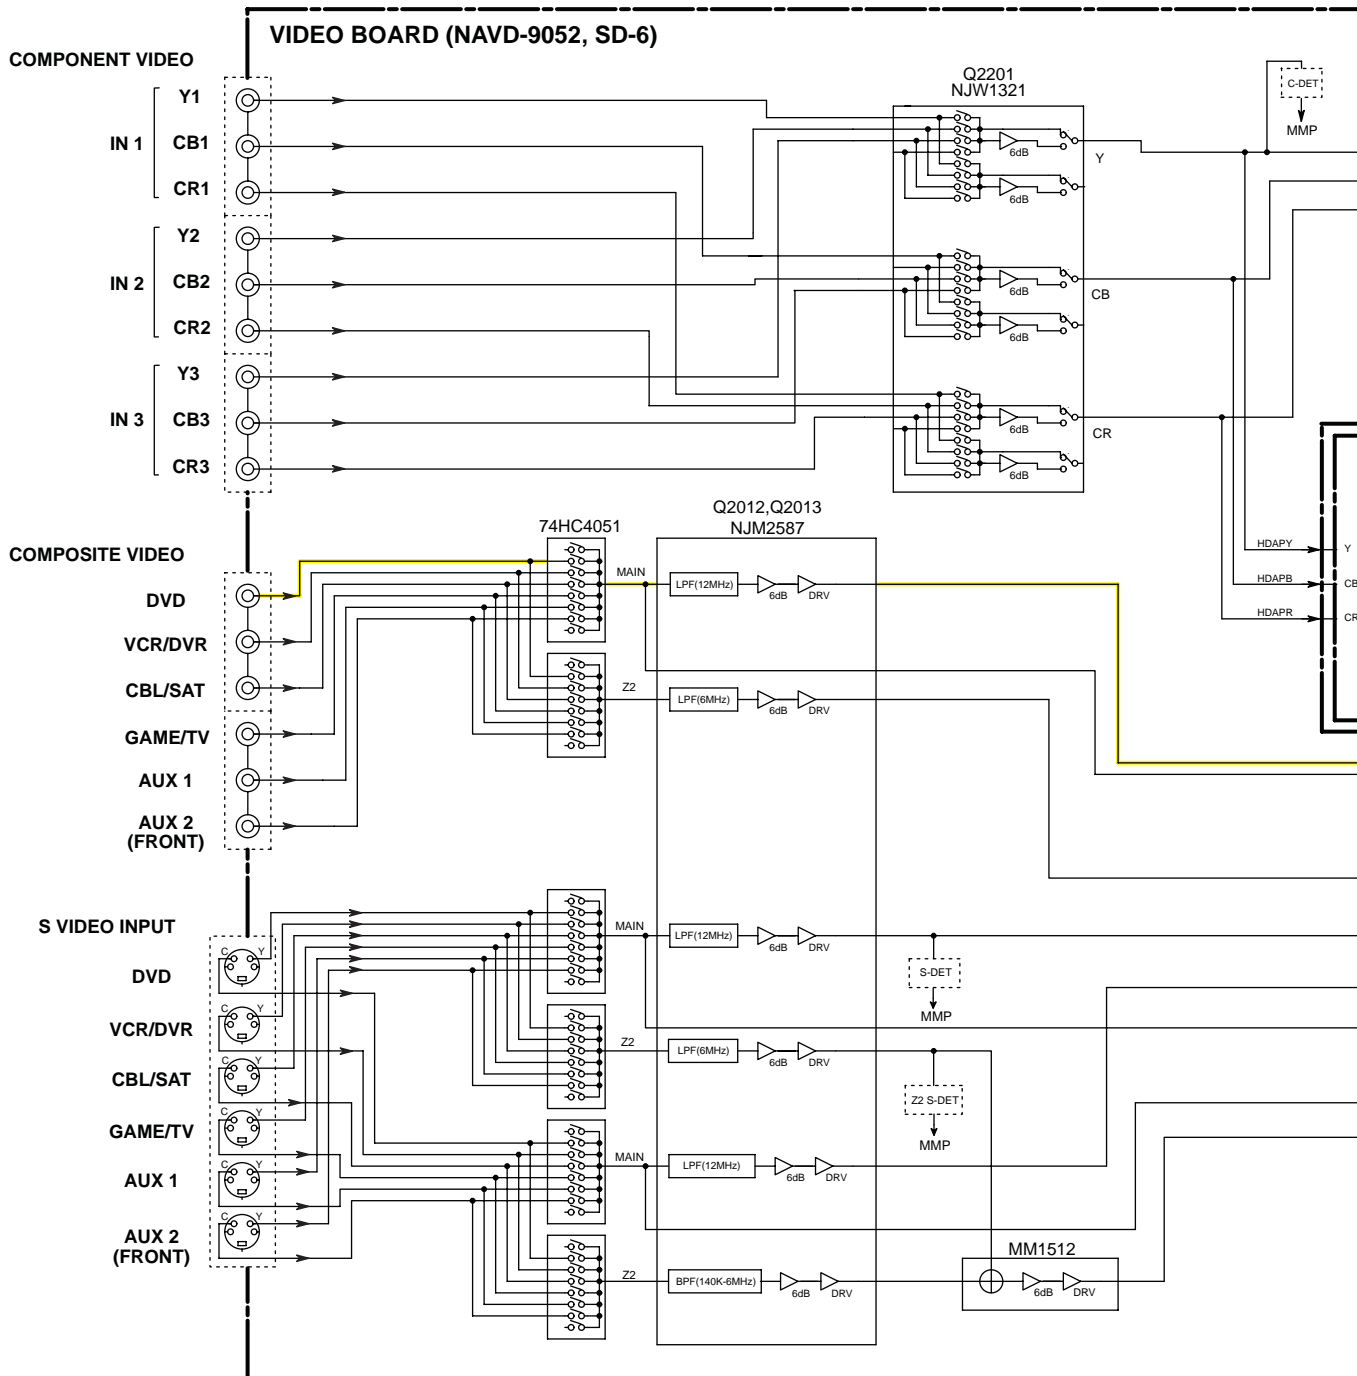 VIDEO BOARD (NAVD-9052, SD-6)
COMPONENT VIDEO
IN 1
Y1
CB1
CR1
IN 2
Y2
CB2
CR2
IN 3
Y3
CB3
CR3
Q2201
NJW1321
6dB
6dB
Y
6dB
6dB
CB
6dB
6dB
CR
C-DET
MMP
HDAPY
Y
HDAPB
CB
HDAPR
CR
COMPOSITE VIDEO
DVD
VCR/DVR
CBL/SAT
GAME/TV
AUX 1
AUX 2
(FRONT)
74HC4051
Q2012,Q2013
NJM2587
MAIN
LPF(12MHz)
6dB
DRV
Z2
LPF(6MHz)
6dB
DRV
S VIDEO INPUT
DVD
C Y
VCR/DVR
C Y
CBL/SAT
C Y
GAME/TV
C Y
AUX 1
C Y
AUX 2
(FRONT)
C Y
MAIN
LPF(12MHz)
6dB
DRV
S-DET
MMP
Z2
LPF(6MHz)
6dB
DRV
Z2 S-DET
MMP
MAIN
LPF(12MHz)
6dB
DRV
Z2
BPF(140K-6MHz)
6dB
DRV
MM1512
6dB
DRV